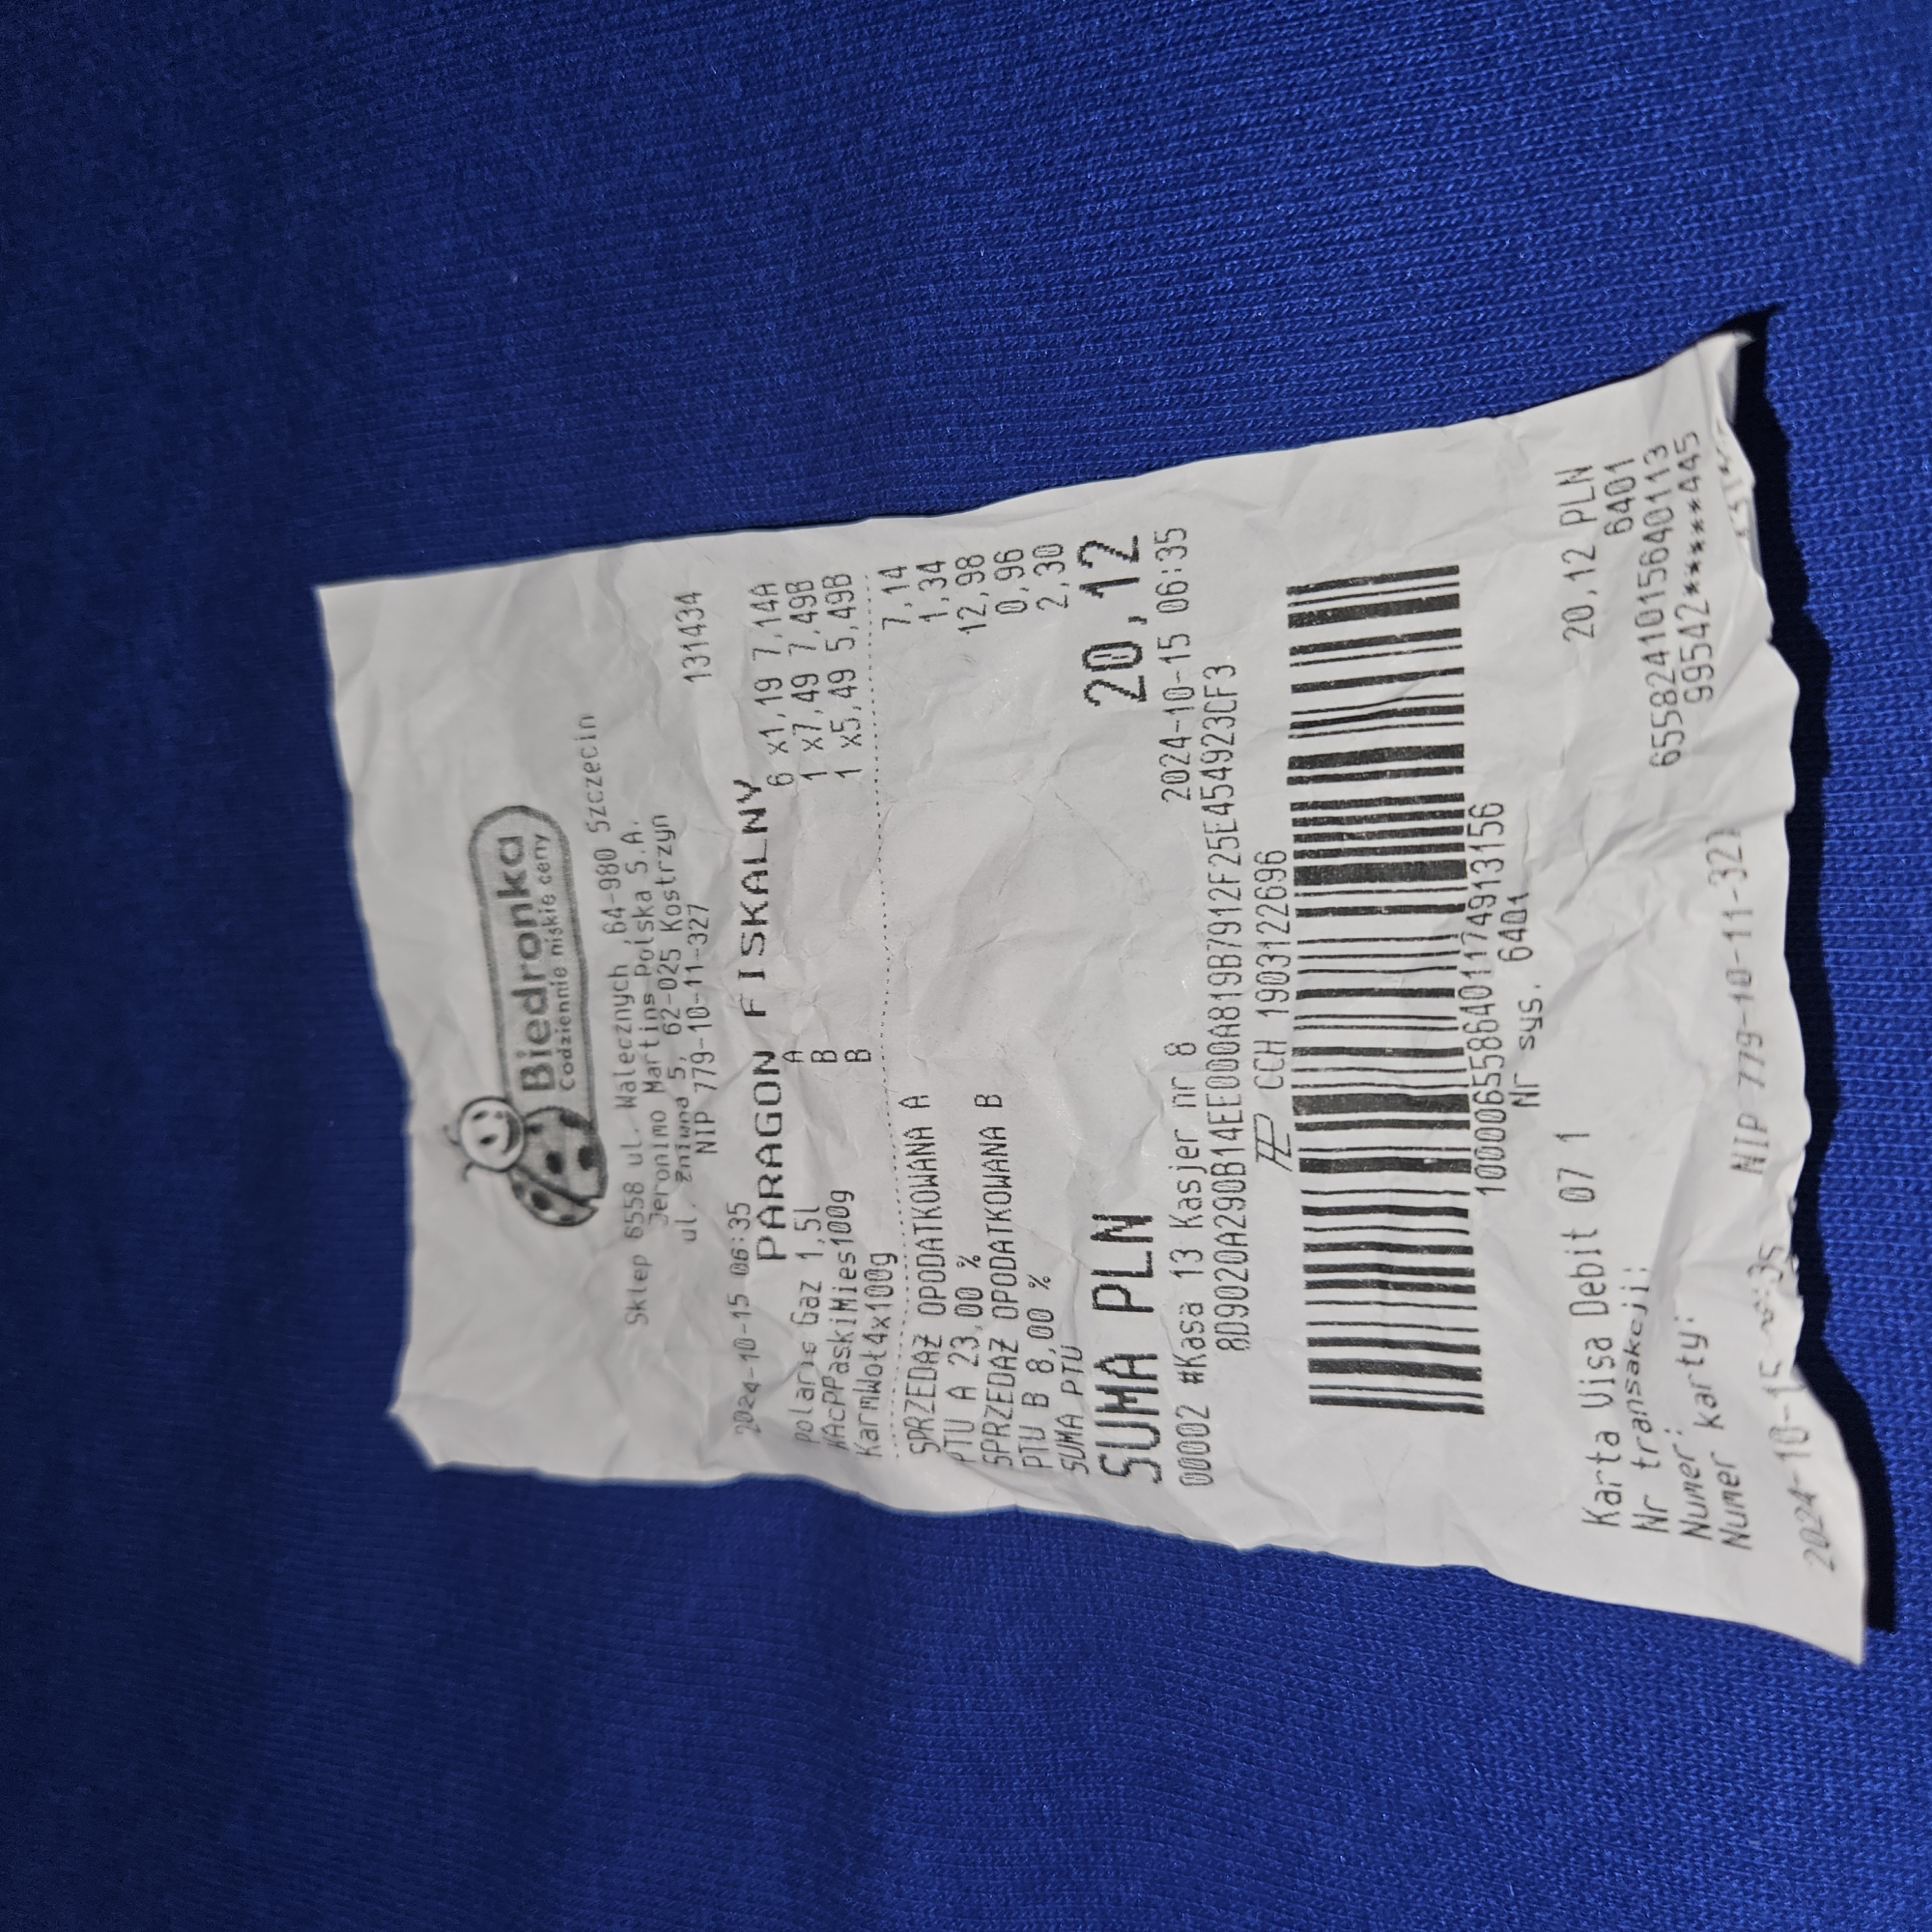 Biedronka
Codziennie niskie ceny
Sklep 6558 ul. Walecznych ,64-980 Szczecin
Jeronimo Martins Polska S.A.
ul. Żniwna 5, 62-025 Kostrzyn
NIP 779-10-11-327
2024-10-15 06:35 131434
PARAGON FISKALNY
Polaris Gaz 1,5l A 6 x1,19 7,14A
KAcPPaskiMies100g B 1 x7,49 7,49B
KarmWoł4x100g B 1 x5,49 5,49B
SPRZEDAŻ OPODATKOWANA A 7,14
PTU A 23,00 % 1,34
SPRZEDAŻ OPODATKOWANA B 12,98
PTU B 8,00 % 0,96
SUMA PTU 2,30
SUMA PLN 20,12
00002 #Kasa 13 Kasjer nr 8 2024-10-15 06:35
8D9020A290B14EE000A819B7912F25E454923CF3
CCH 1903122696
1000065586401174913156
Nr sys. 6401
Karta Visa Debit 07 1 20,12 PLN
Nr transakcji: 6401
Numer: 6558241015640113
Numer karty: 99542*****445
NIP 779-10-11-327
2024-10-15